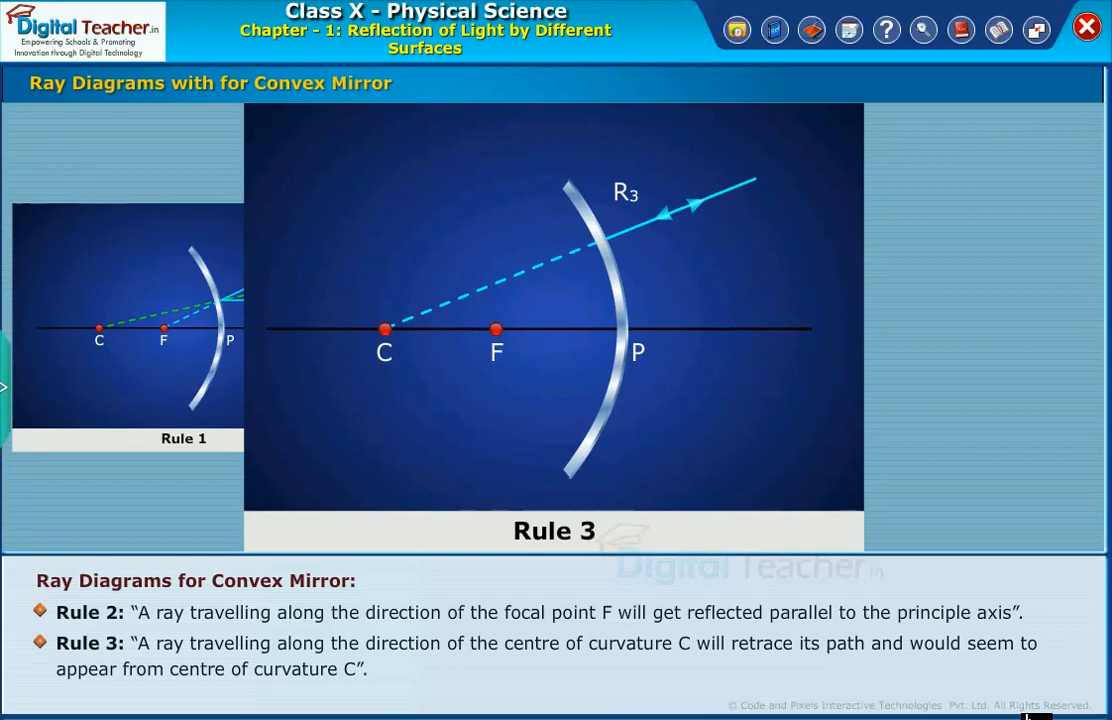 Digital Teacher.in
Empowering Schools & Promoting
Innovation through Digital Technology
Class X - Physical Science
Chapter - 1: Reflection of Light by Different
Surfaces
Ray Diagrams with for Convex Mirror
C F P
Rule 1
R3
C F P
Rule 3
Digital Teacher.in
Ray Diagrams for Convex Mirror:
Rule 2: “A ray travelling along the direction of the focal point F will get reflected parallel to the principle axis”.
Rule 3: “A ray travelling along the direction of the centre of curvature C will retrace its path and would seem to
appear from centre of curvature C”.
© Code and Pixels Interactive Technologies Pvt. Ltd. All Rights Reserved.